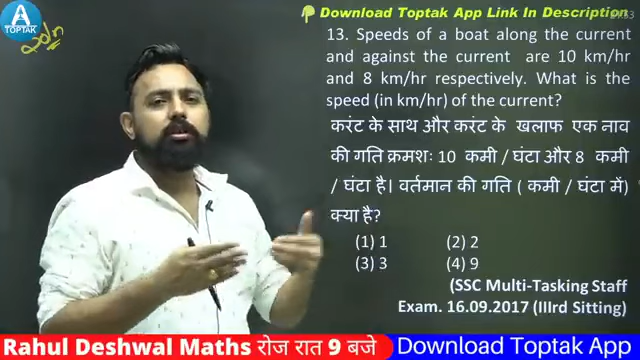 Download Toptak App Link In Description
A
TOPTAK
13. Speeds of a boat along the current
and against the current are 10 km/hr
and 8 km/hr respectively. What is the
speed (in km/hr) of the current?
करंट के साथ और करंट के खलाफ एक नाव
की गति क्रमशः 10 कमी / घंटा और 8 कमी
/ घंटा है। वर्तमान की गति ( कमी / घंटा में)
क्या है?
(1) 1 (2) 2
(3) 3 (4) 9
(SSC Multi-Tasking Staff
Exam. 16.09.2017 (IIIrd Sitting)
Rahul Deshwal Maths रोज रात 9 बजे Download Toptak App